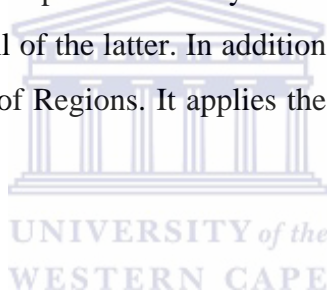 l of the latter. In addition
of Regions. It applies the
UNIVERSITY of the
WESTERN CAPE